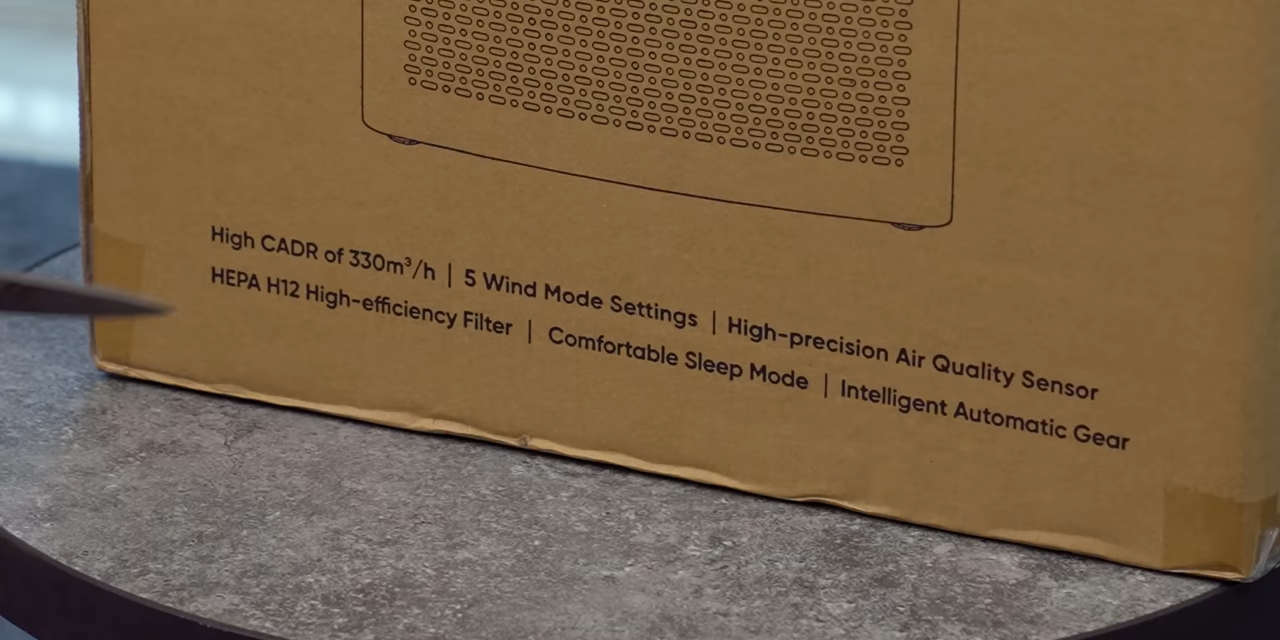 High CADR of 330m³/h | 5 Wind Mode Settings | High-precision Air Quality Sensor
HEPA H12 High-efficiency Filter | Comfortable Sleep Mode | Intelligent Automatic Gear